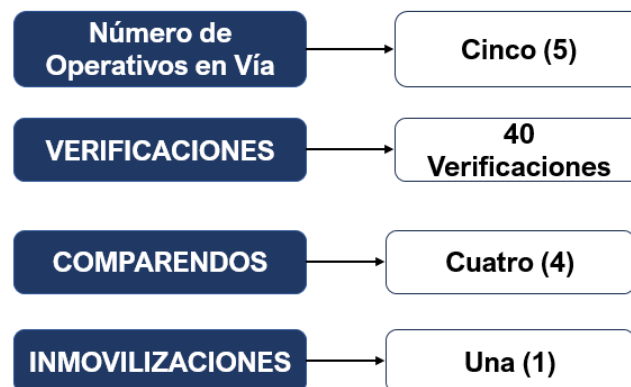 Número de
Operativos en Vía
Cinco (5)
VERIFICACIONES
40
Verificaciones
COMPARENDOS
Cuatro (4)
INMOVILIZACIONES
Una (1)